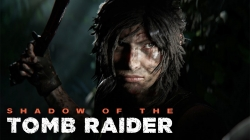 SHADOW OF THE
TOMB RAIDER